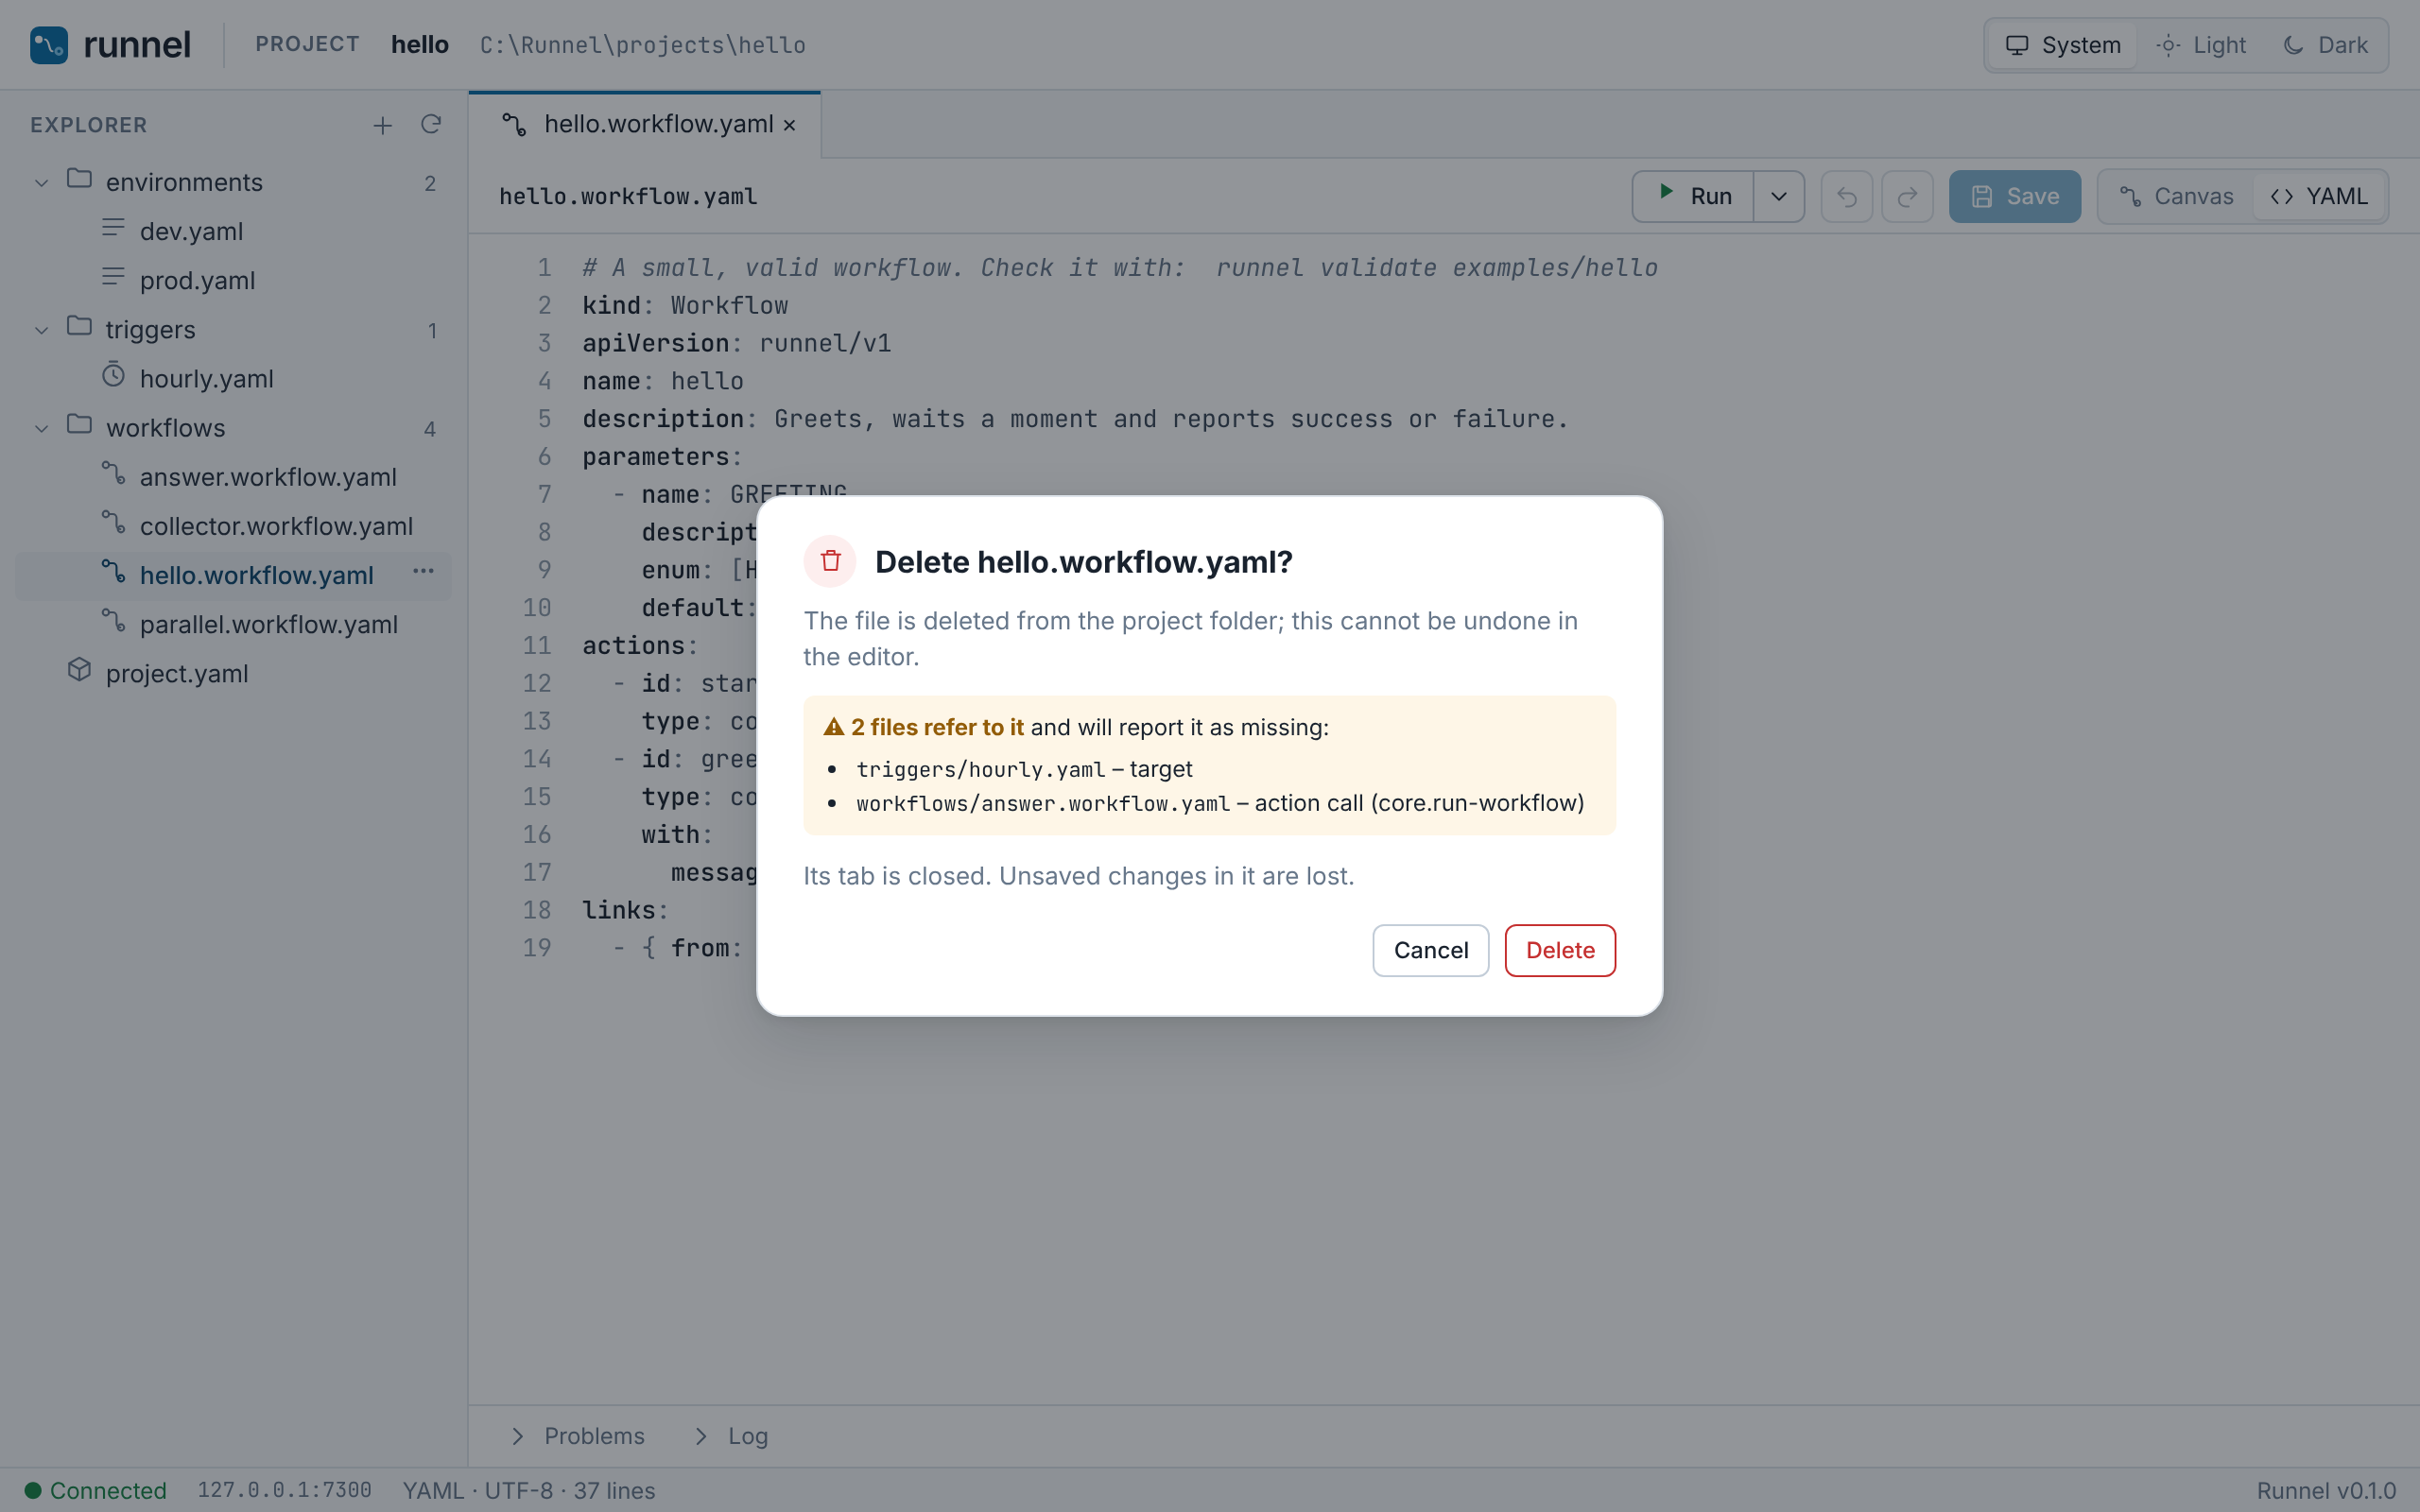 runnel PROJECT hello C:\Runnel\projects\hello System Light Dark
EXPLORER
environments 2
dev.yaml
prod.yaml
triggers 1
hourly.yaml
workflows 4
answer.workflow.yaml
collector.workflow.yaml
hello.workflow.yaml
parallel.workflow.yaml
project.yaml
hello.workflow.yaml ×
hello.workflow.yaml Run Save Canvas YAML
1 # A small, valid workflow. Check it with:  runnel validate examples/hello
2 kind: Workflow
3 apiVersion: runnel/v1
4 name: hello
5 description: Greets, waits a moment and reports success or failure.
6 parameters:
7 - name: GREETING
8 descript
9 enum: [H
10 default:
11 actions:
12 - id: star
13 type: co
14 - id: gree
15 type: co
16 with:
17 messag
18 links:
19 - { from:
Delete hello.workflow.yaml?
The file is deleted from the project folder; this cannot be undone in
the editor.
2 files refer to it and will report it as missing:
• triggers/hourly.yaml – target
• workflows/answer.workflow.yaml – action call (core.run-workflow)
Its tab is closed. Unsaved changes in it are lost.
Cancel Delete
Problems Log
Connected 127.0.0.1:7300 YAML · UTF-8 · 37 lines Runnel v0.1.0